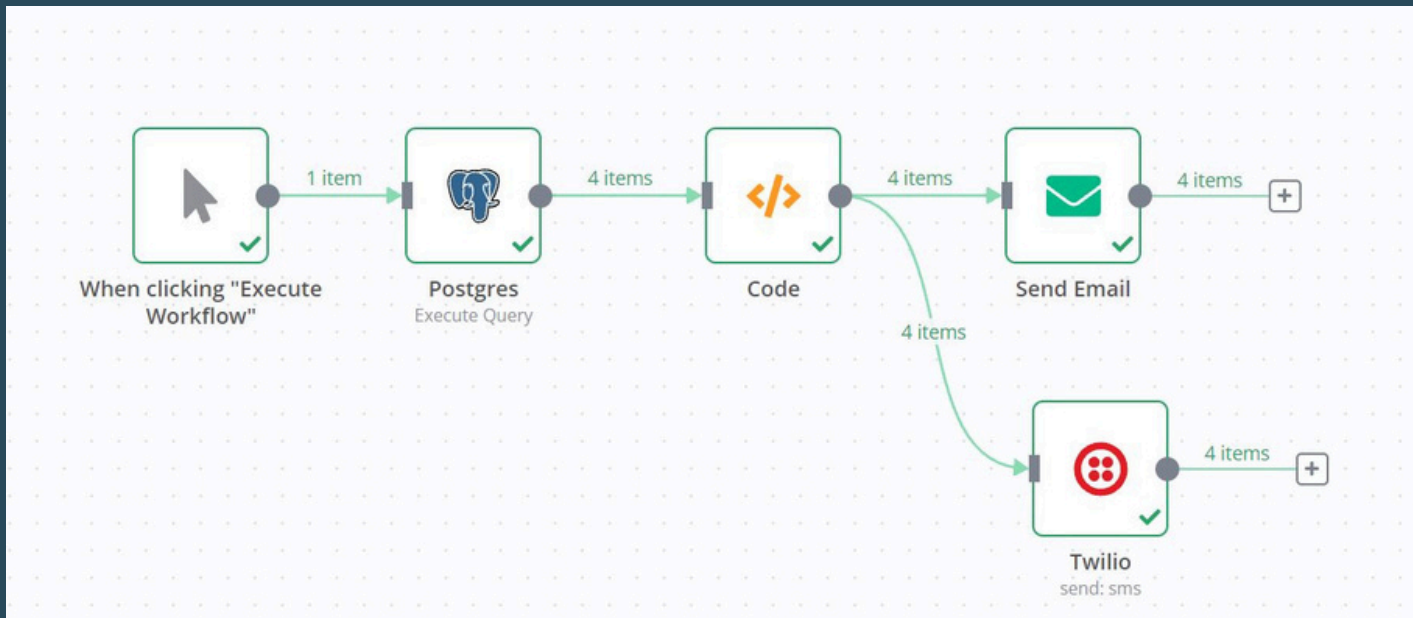 1 item
4 items
4 items
4 items
When clicking "Execute
Workflow"
Postgres
Execute Query
Code
Send Email
4 items
4 items
Twilio
send: sms